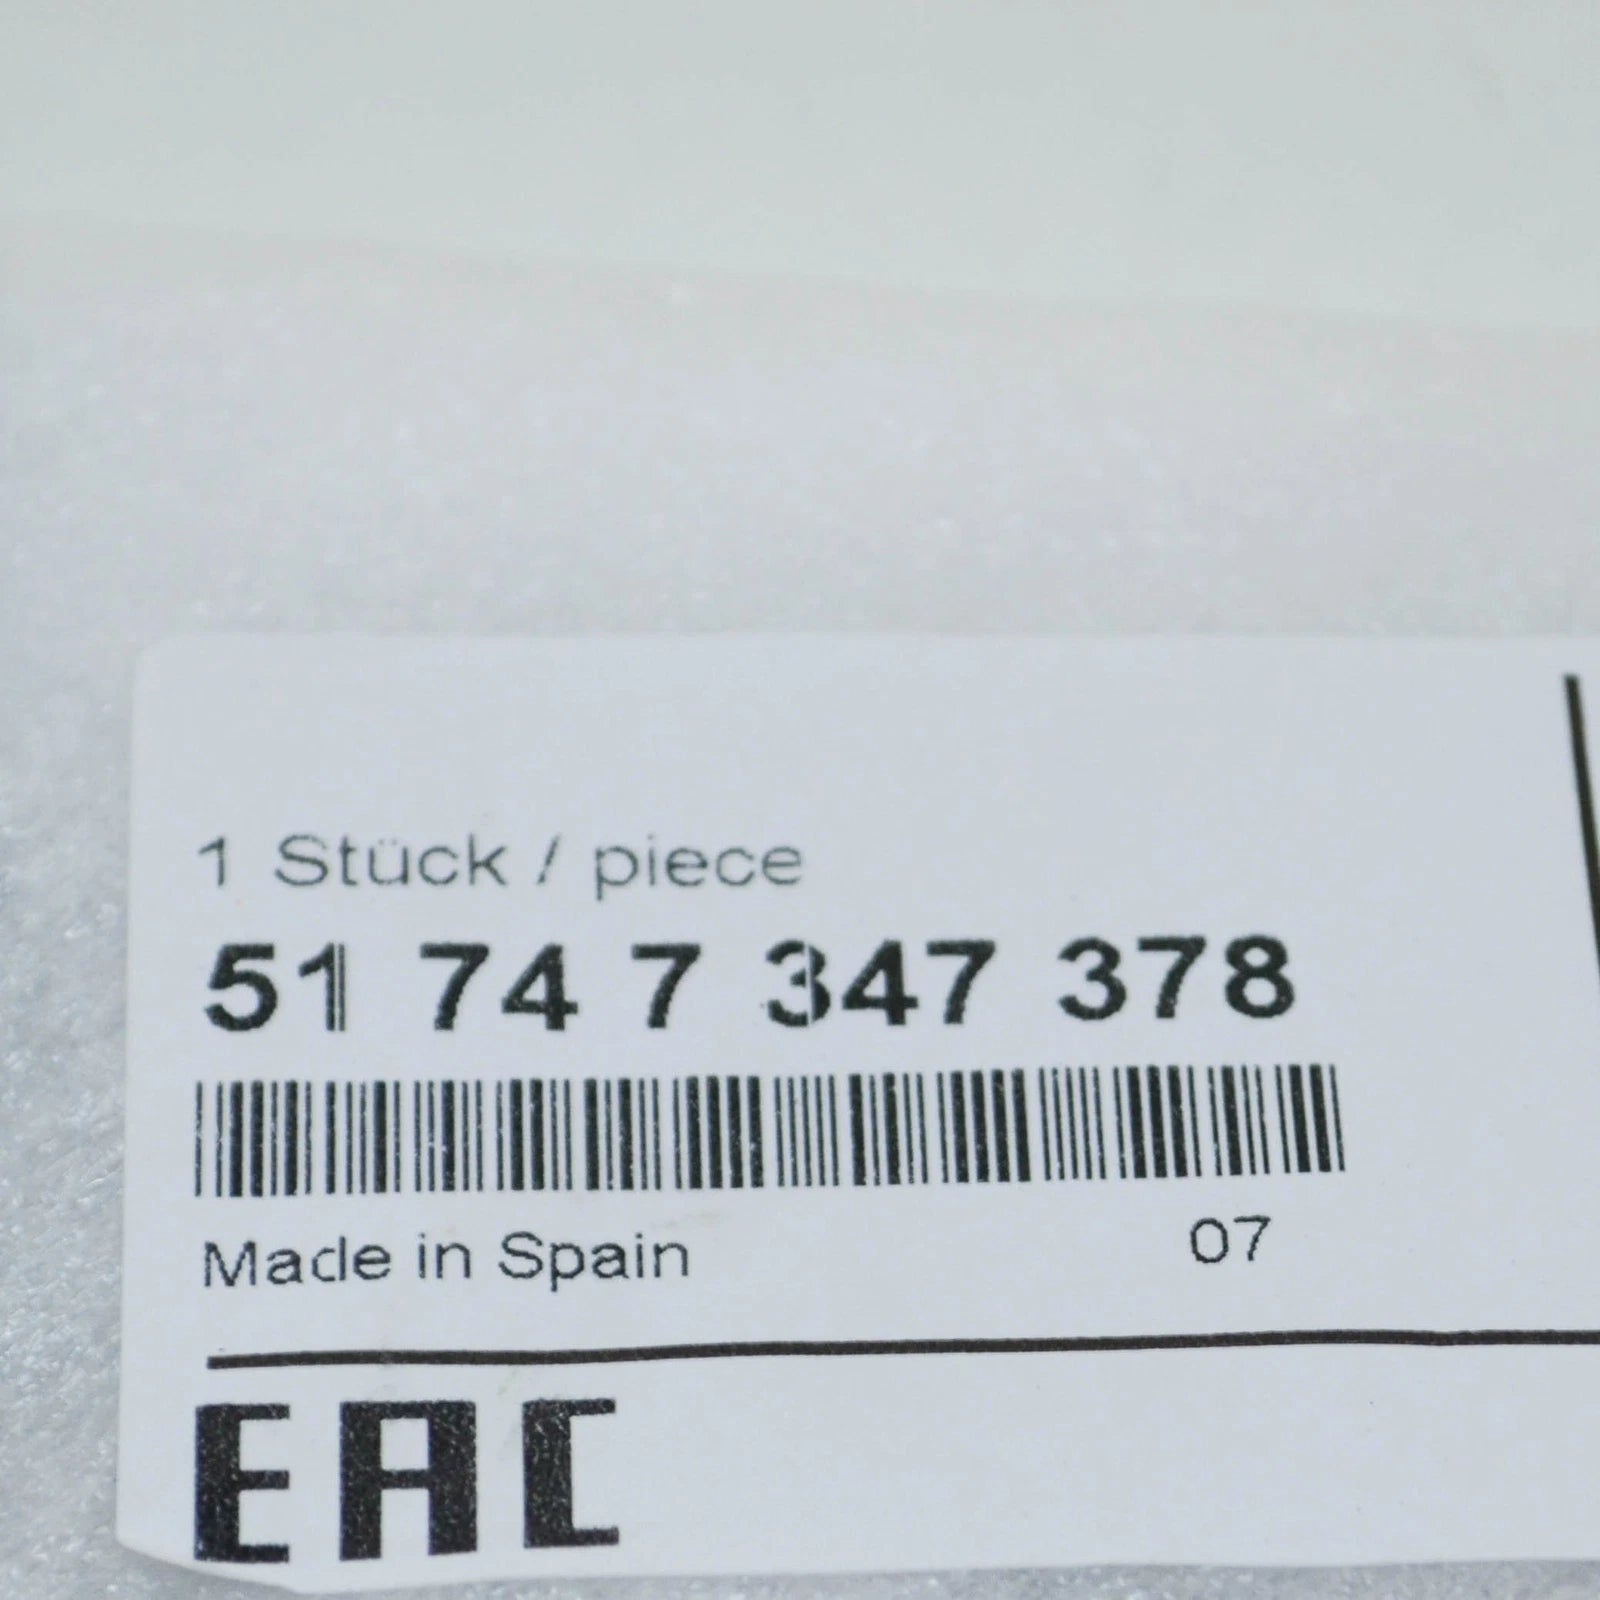 1 Stück / piece
51 74 7 347 378
Made in Spain
07
EAC